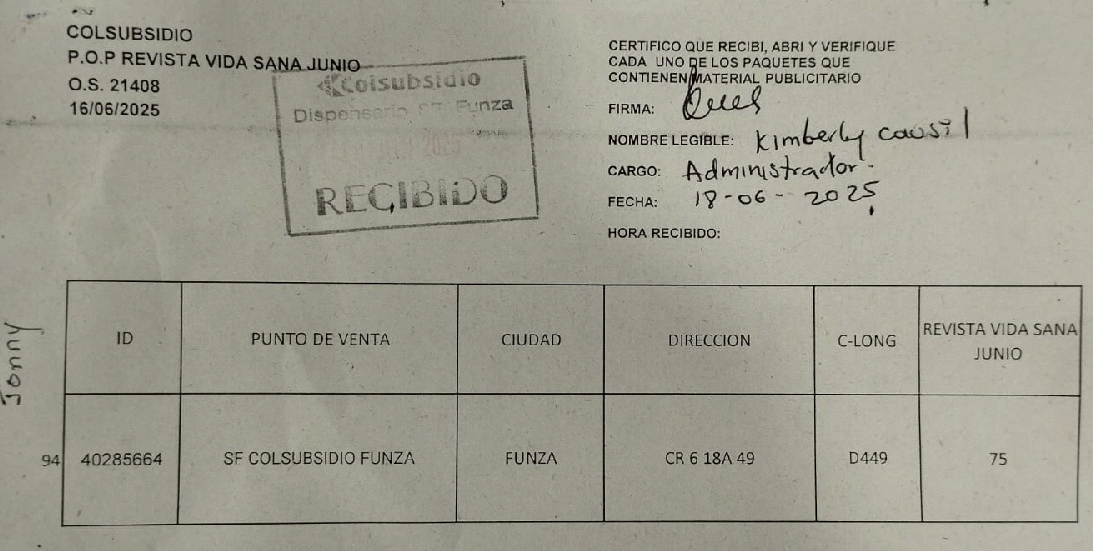 COLSUBSIDIO
P.O.P REVISTA VIDA SANA JUNIO
O.S. 21408
16/06/2025
Colsubsidio
Dispensario SF Funza
2025
RECIBIDO
CERTIFICO QUE RECIBI, ABRI Y VERIFIQUE
CADA UNO DE LOS PAQUETES QUE
CONTIENEN MATERIAL PUBLICITARIO
FIRMA:
NOMBRE LEGIBLE: Kimberly Causil
CARGO: Administrador.
FECHA: 18-06-2025
HORA RECIBIDO:
Jonny
ID PUNTO DE VENTA CIUDAD DIRECCION C-LONG REVISTA VIDA SANA
JUNIO
94 40285664 SF COLSUBSIDIO FUNZA FUNZA CR 6 18A 49 D449 75